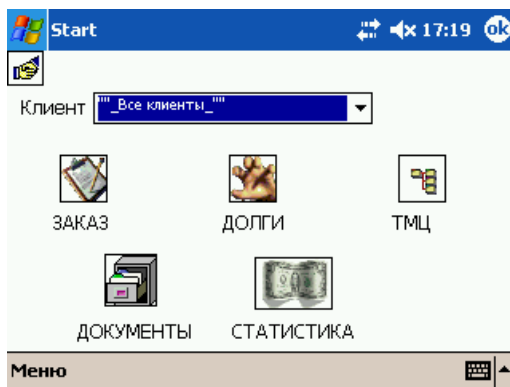 Start 17:19 ok
Клиент ""_Все клиенты_""
ЗАКАЗ ДОЛГИ ТМЦ
ДОКУМЕНТЫ СТАТИСТИКА
Меню